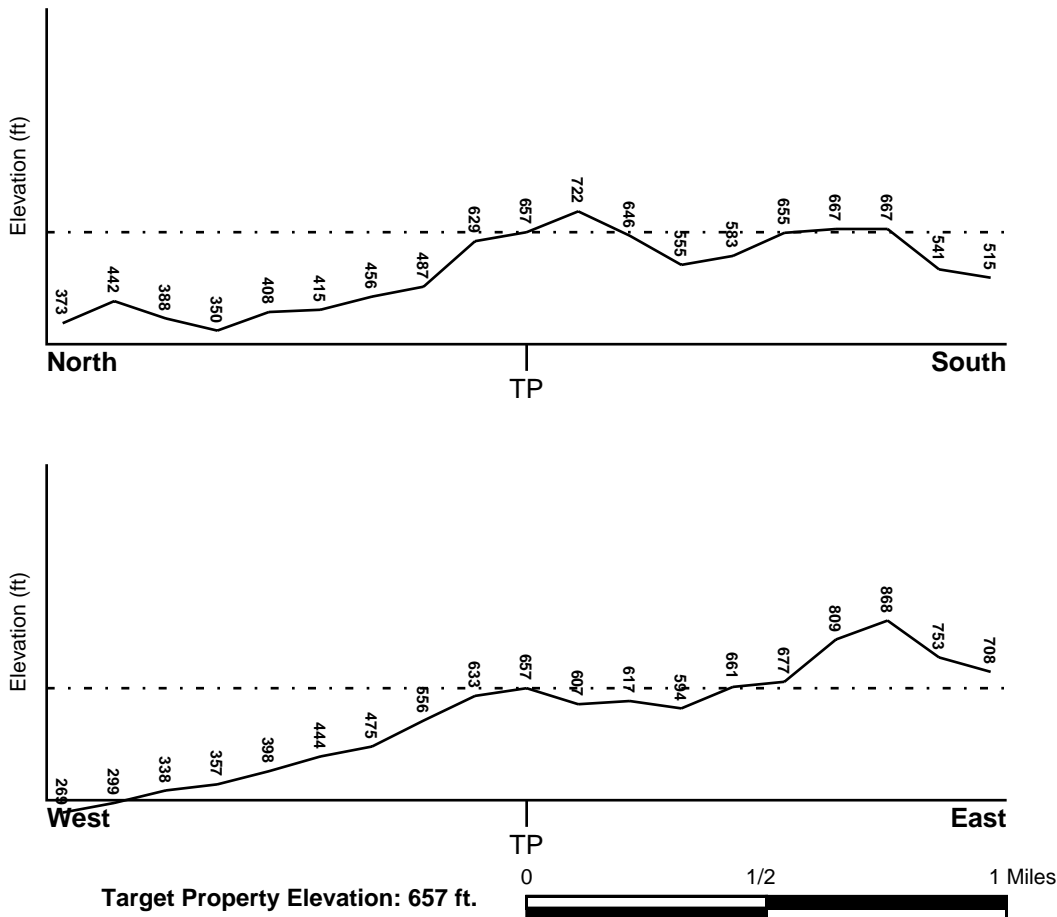 Elevation (ft)
373 442 388 350 408 415 456 487 629 657 722 646 555 583 655 667 667 541 515
North South
TP
Elevation (ft)
269 299 338 357 398 444 475 556 633 657 607 617 594 661 677 809 868 753 708
West East
TP
Target Property Elevation: 657 ft.
0 1/2 1 Miles